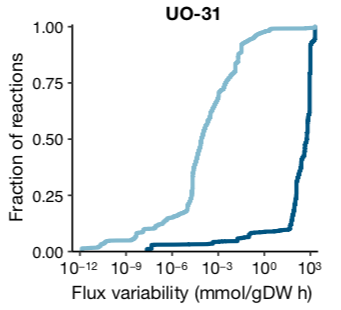 UO-31
Fraction of reactions
1.00
0.75
0.50
0.25
0.00
10⁻¹² 10⁻⁹ 10⁻⁶ 10⁻³ 10⁰ 10³
Flux variability (mmol/gDW h)